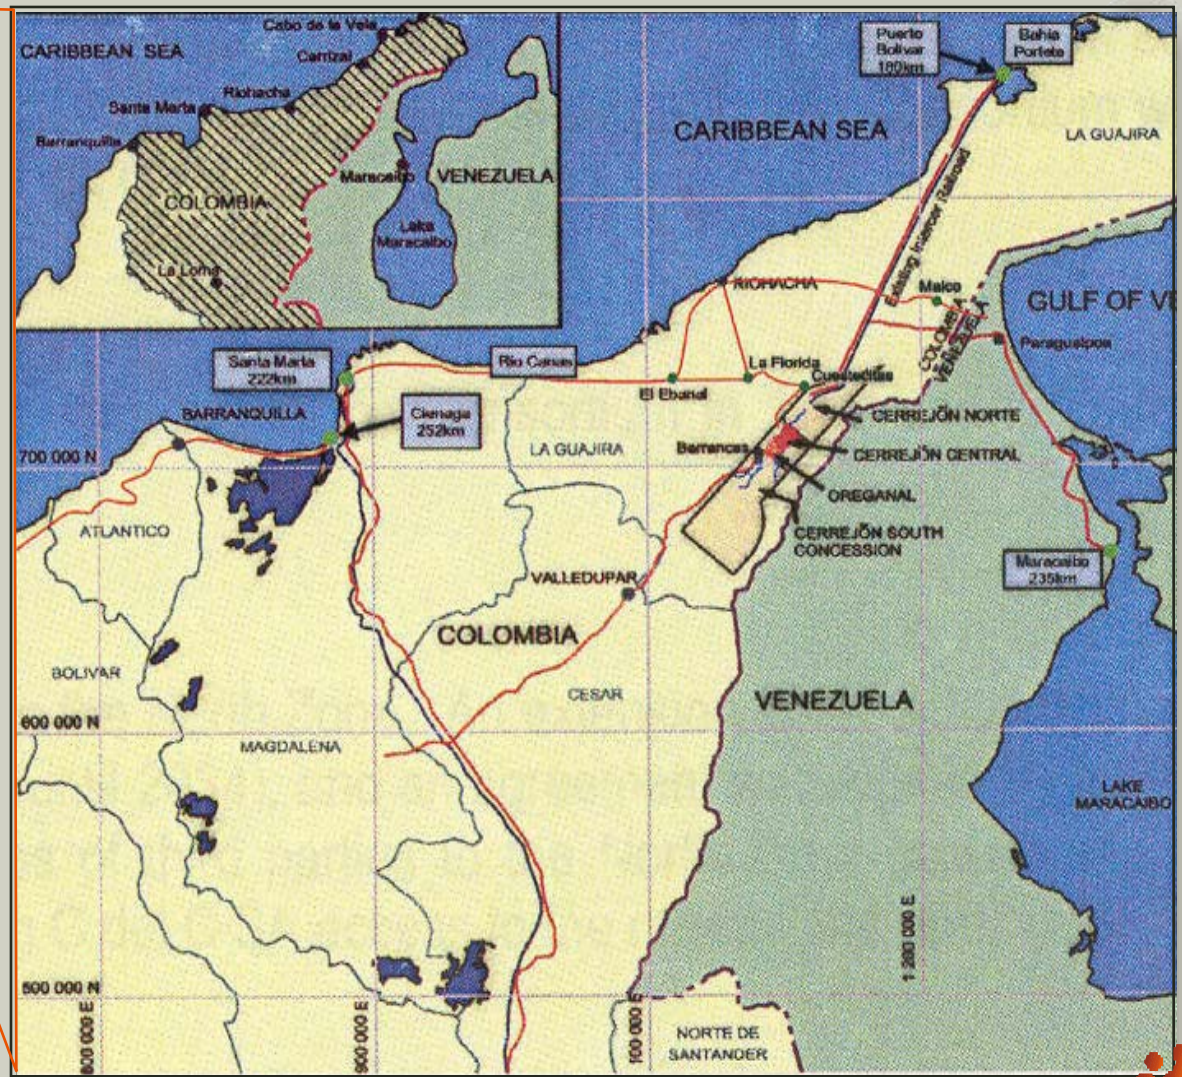 CARIBBEAN SEA
Cabo de la Vela
Carrizal
Riohacha
Santa Marta
Barranquilla
Maracaibo
VENEZUELA
COLOMBIA
Lake
Maracaibo
La Loma
Puerto
Bolivar
180km
Bahia
Portete
CARIBBEAN SEA
LA GUAJIRA
Existing Intercor Railroad
RIOHACHA
Maico
GULF OF VE
COLOMBIA
VENEZUELA
Paraguaipoa
Santa Marta
222km
Rio Canas
La Florida
Cuestecitas
El Ebanal
BARRANQUILLA
Cienaga
252km
CERREJÓN NORTE
LA GUAJIRA
Barrancas
CERREJÓN CENTRAL
700 000 N
OREGANAL
ATLANTICO
CERREJÓN SOUTH
CONCESSION
Maracaibo
235km
VALLEDUPAR
COLOMBIA
BOLIVAR
CESAR
VENEZUELA
600 000 N
MAGDALENA
LAKE
MARACAIBO
1 200 000 E
500 000 N
800 000 E
900 000 E
100 000 E
NORTE DE
SANTANDER